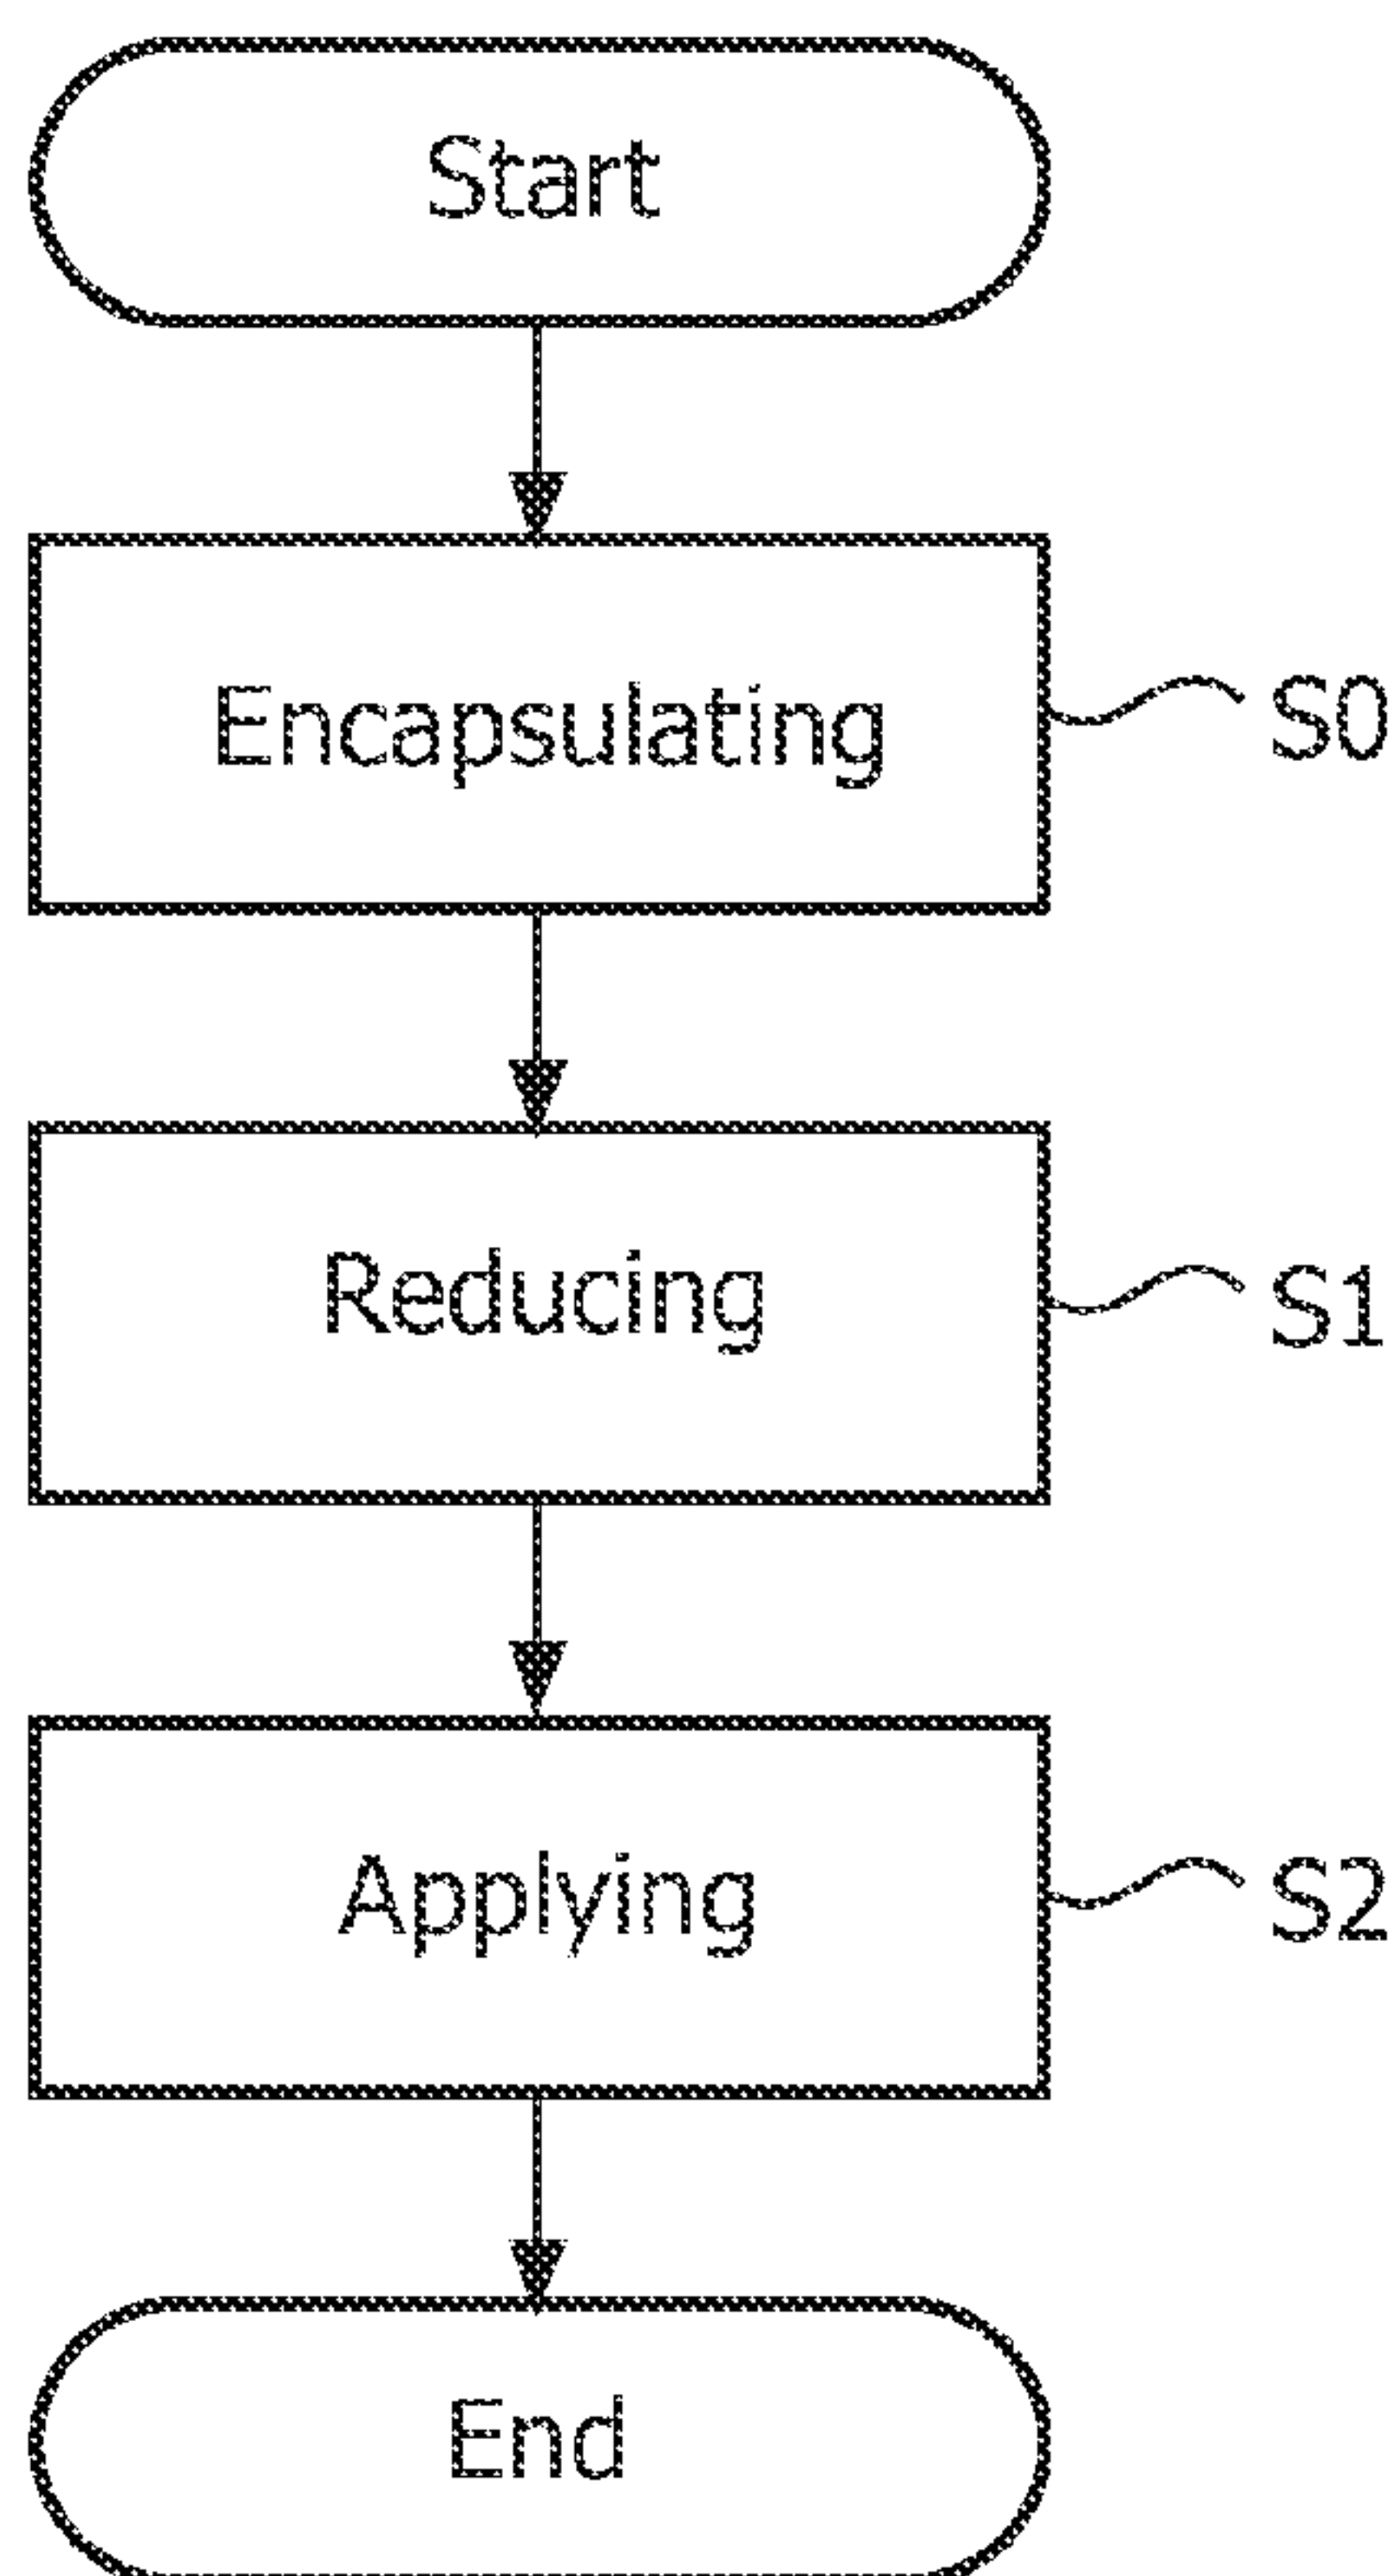 Start
Encapsulating
S0
Reducing
S1
Applying
S2
End